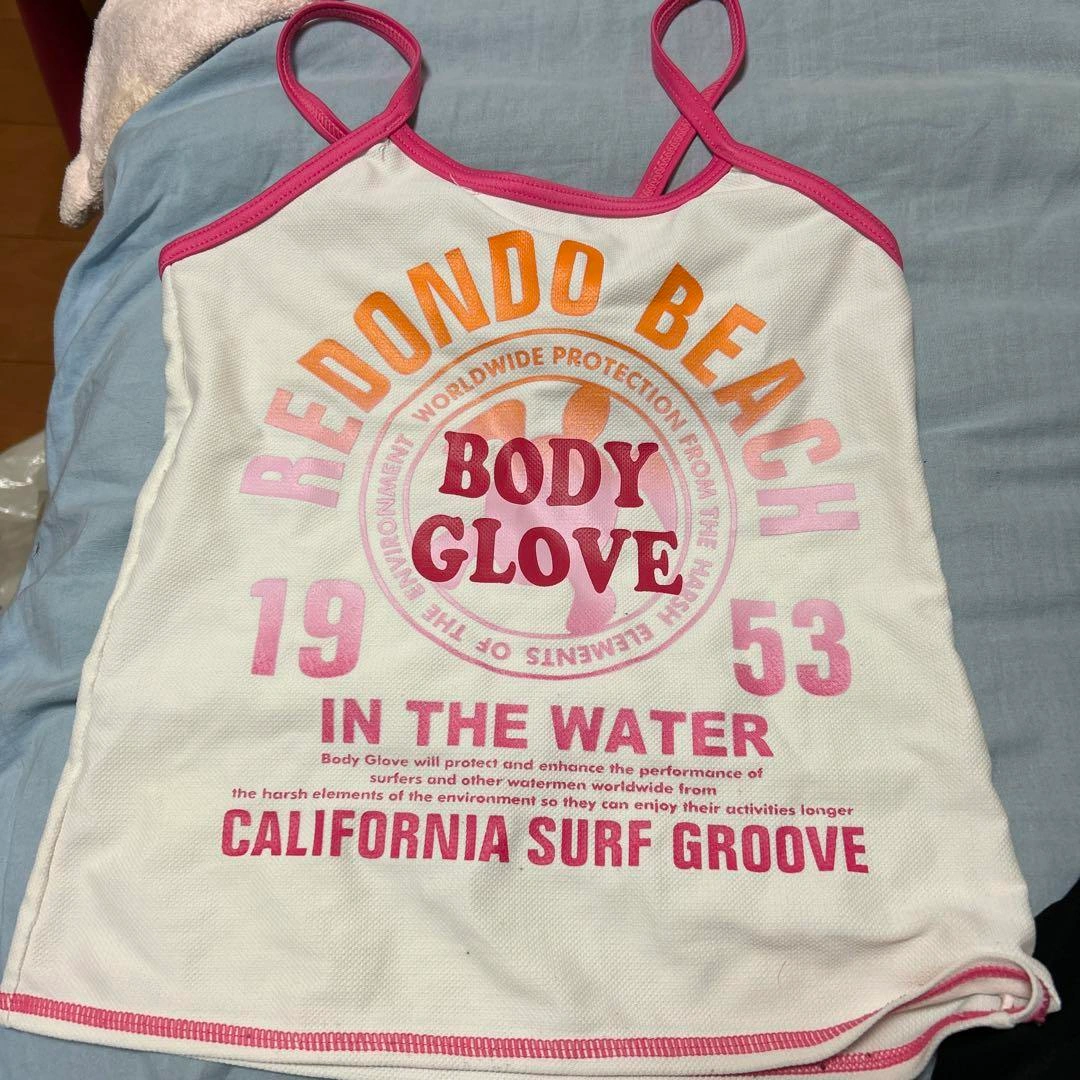 REDONDO BEACH
WORLDWIDE PROTECTION FROM THE HARSH ELEMENTS OF THE ENVIRONMENT
BODY
GLOVE
19 53
IN THE WATER
Body Glove will protect and enhance the performance of
surfers and other watermen worldwide from
the harsh elements of the environment so they can enjoy their activities longer
CALIFORNIA SURF GROOVE